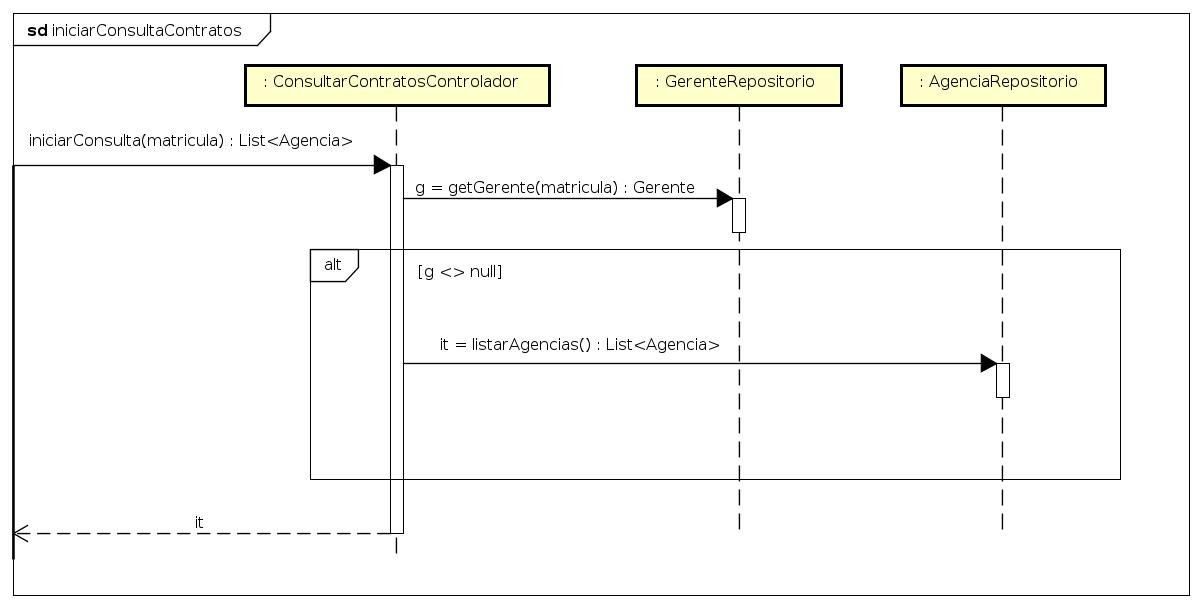 sd iniciarConsultaContratos
: ConsultarContratosControlador
: GerenteRepositorio
: AgenciaRepositorio
iniciarConsulta(matricula) : List<Agencia>
g = getGerente(matricula) : Gerente
alt
[g <> null]
it = listarAgencias() : List<Agencia>
it